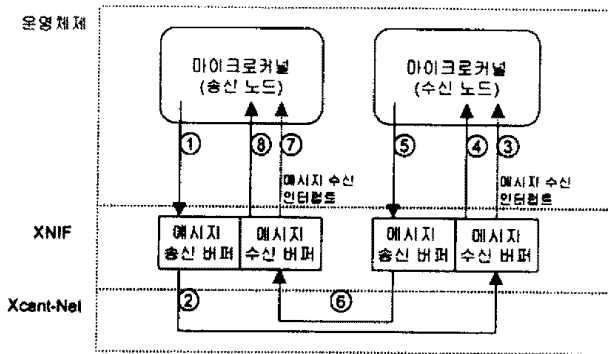 운영체제
마이크로커널
(송신 노드)
마이크로커널
(수신 노드)
①
⑧
⑦
⑤
④
③
메시지 수신
인터럽트
메시지 수신
인터럽트
XNIF
메시지
송신 버퍼
메시지
수신 버퍼
메시지
송신 버퍼
메시지
수신 버퍼
②
⑥
Xcent-Net